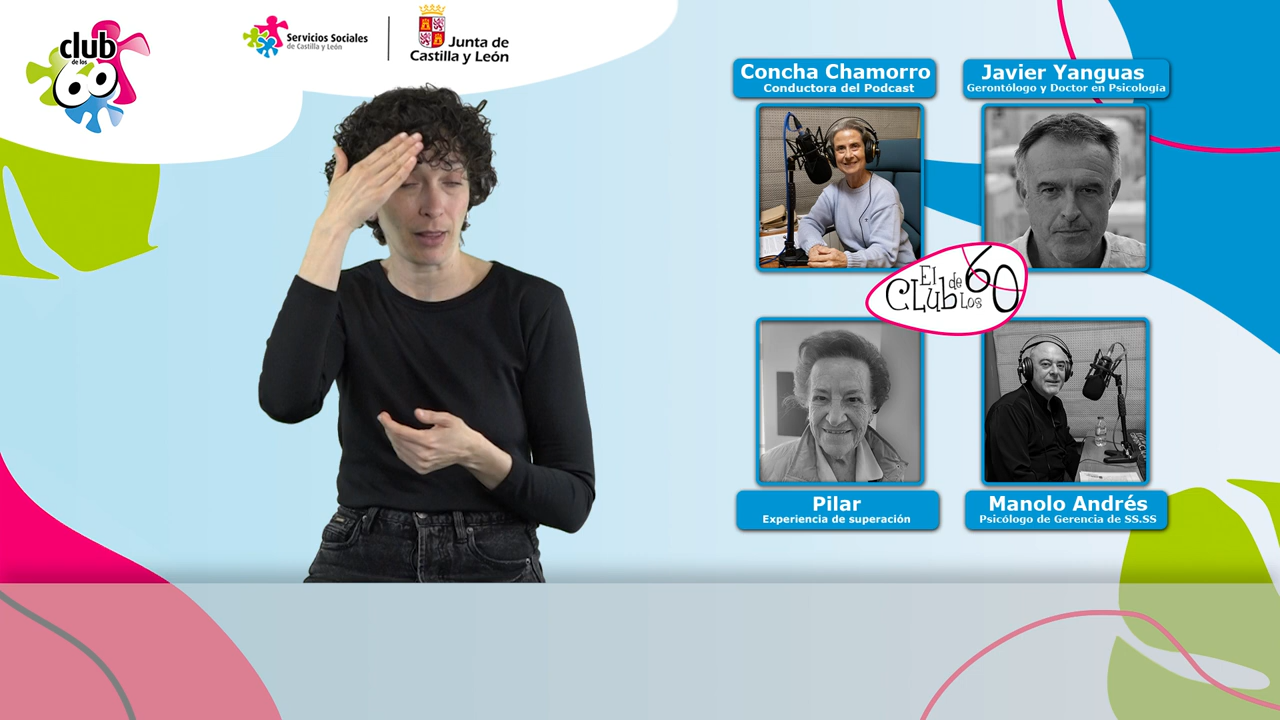 club
de los
60
Servicios Sociales
de Castilla y León
Junta de
Castilla y León
Concha Chamorro
Conductora del Podcast
Javier Yanguas
Gerontólogo y Doctor en Psicología
El
CLub de
Los
60
Pilar
Experiencia de superación
Manolo Andrés
Psicólogo de Gerencia de SS.SS